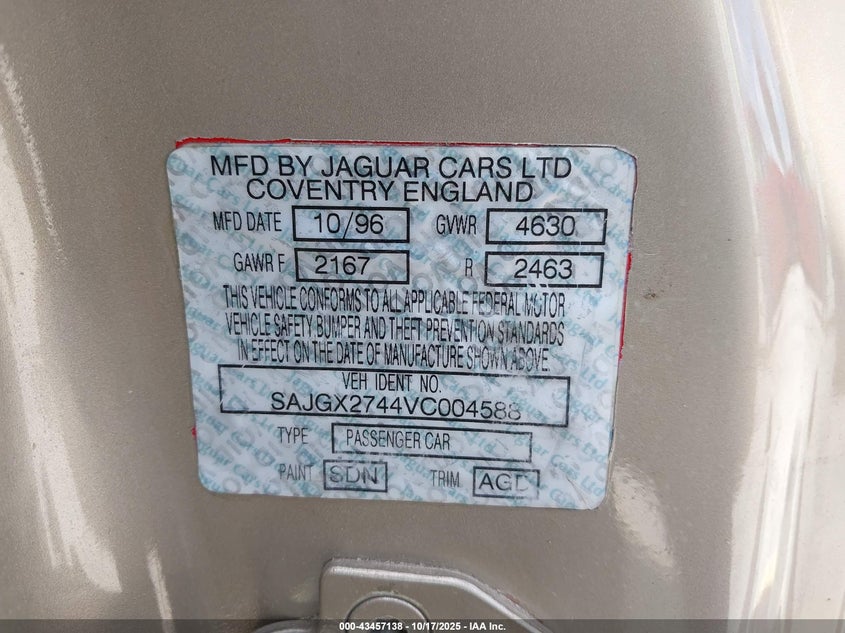 MFD BY JAGUAR CARS LTD
COVENTRY ENGLAND
MFD DATE 10/96 GVWR 4630
GAWR F 2167 R 2463
THIS VEHICLE CONFORMS TO ALL APPLICABLE FEDERAL MOTOR
VEHICLE SAFETY BUMPER AND THEFT PREVENTION STANDARDS
IN EFFECT ON THE DATE OF MANUFACTURE SHOWN ABOVE.
VEH IDENT NO.
SAJGX2744VC004588
TYPE PASSENGER CAR
PAINT SDN TRIM AGD
000-43457138 - 10/17/2025 - IAA Inc.